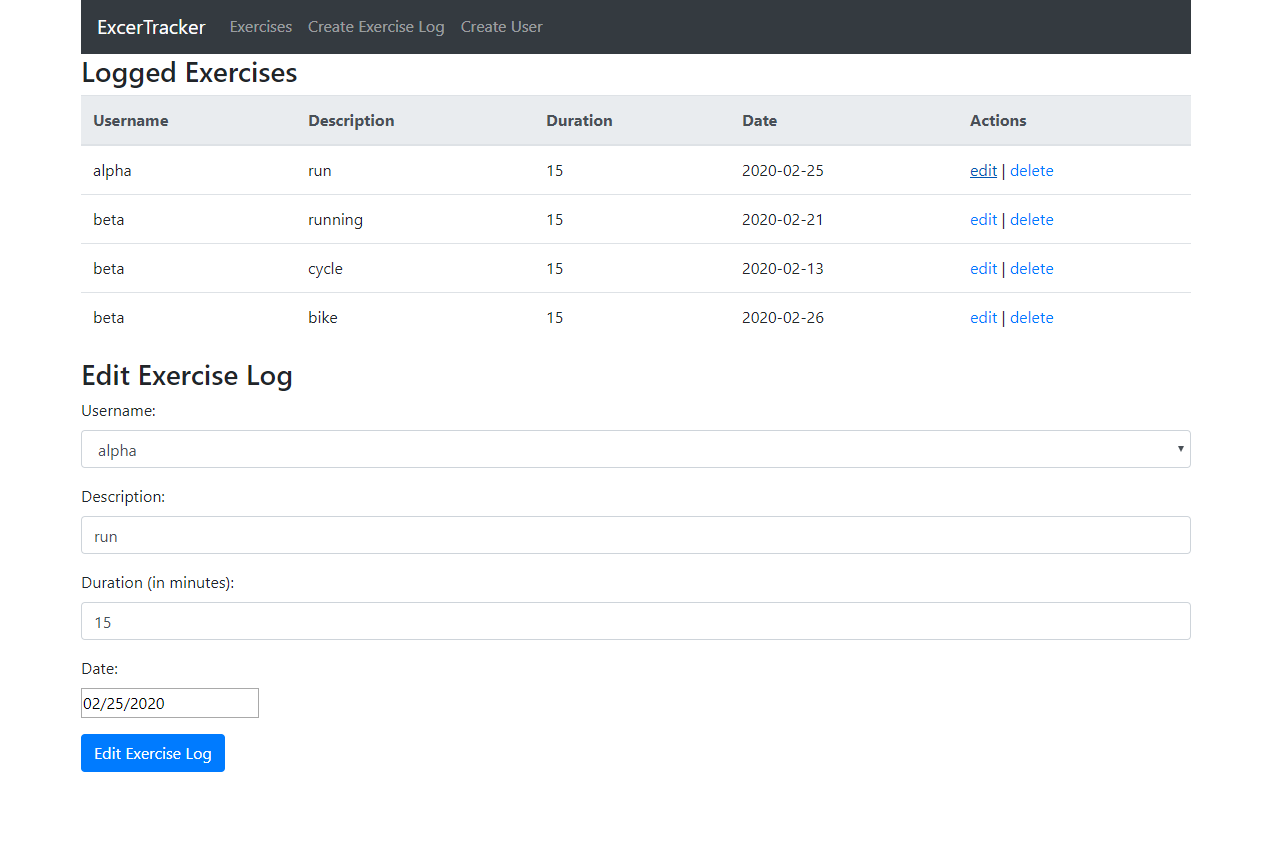 ExcerTracker Exercises Create Exercise Log Create User
Logged Exercises
Username Description Duration Date Actions
alpha run 15 2020-02-25 edit | delete
beta running 15 2020-02-21 edit | delete
beta cycle 15 2020-02-13 edit | delete
beta bike 15 2020-02-26 edit | delete
Edit Exercise Log
Username:
alpha
Description:
run
Duration (in minutes):
15
Date:
02/25/2020
Edit Exercise Log